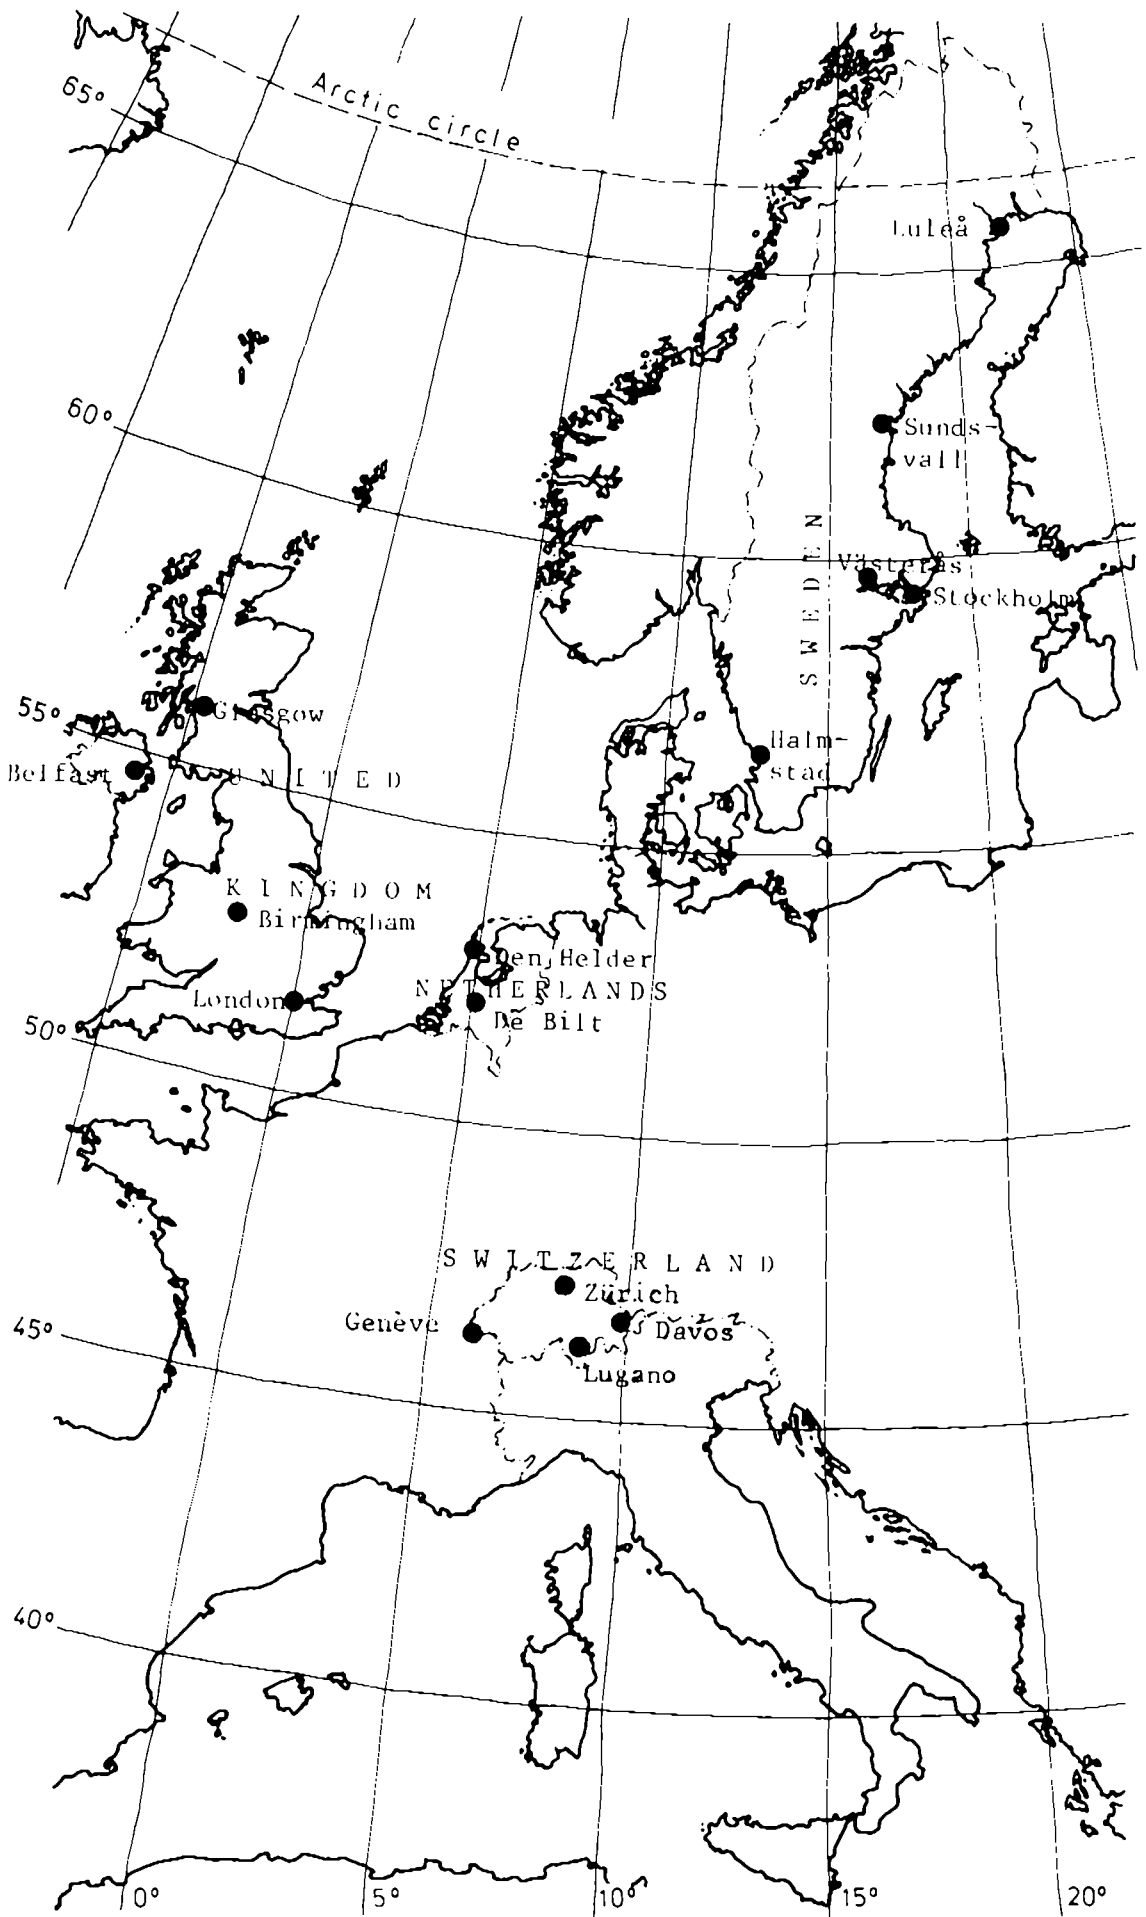 65°
Arctic circle
Luleå
60°
Sunds-
vall
SWEDEN
Västerås
Stockholm
55°
Glasgow
Halm-
stad
Belfast
UNITED
KINGDOM
Birmingham
Den Helder
NETHERLANDS
London
De Bilt
50°
SWITZERLAND
Zürich
Genève
Davos
45°
Lugano
40°
0°
5°
10°
15°
20°